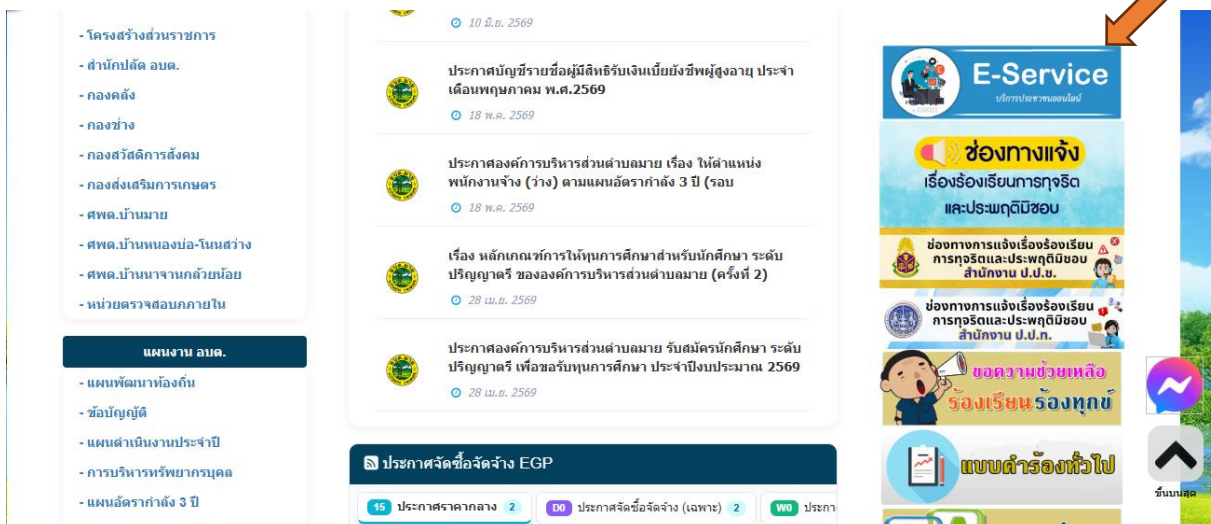 - โครงสร้างส่วนราชการ
- สำนักปลัด อบต.
- กองคลัง
- กองช่าง
- กองสวัสดิการสังคม
- กองส่งเสริมการเกษตร
- ศพด.บ้านมาย
- ศพด.บ้านหนองบ่อ-โนนสว่าง
- ศพด.บ้านนาจานกล้วยน้อย
- หน่วยตรวจสอบภายใน
แผนงาน อบต.
- แผนพัฒนาท้องถิ่น
- ข้อบัญญัติ
- แผนดำเนินงานประจำปี
- การบริหารทรัพยากรบุคคล
- แผนอัตรากำลัง 3 ปี
10 มิ.ย. 2569
ประกาศบัญชีรายชื่อผู้มีสิทธิรับเงินเบี้ยยังชีพผู้สูงอายุ ประจำ
เดือนพฤษภาคม พ.ศ.2569
18 พ.ค. 2569
ประกาศองค์การบริหารส่วนตำบลมาย เรื่อง ให้ตำแหน่ง
พนักงานจ้าง (ว่าง) ตามแผนอัตรากำลัง 3 ปี (รอบ
18 พ.ค. 2569
เรื่อง หลักเกณฑ์การให้ทุนการศึกษาสำหรับนักศึกษา ระดับ
ปริญญาตรี ขององค์การบริหารส่วนตำบลมาย (ครั้งที่ 2)
28 เม.ย. 2569
ประกาศองค์การบริหารส่วนตำบลมาย รับสมัครนักศึกษา ระดับ
ปริญญาตรี เพื่อขอรับทุนการศึกษา ประจำปีงบประมาณ 2569
28 เม.ย. 2569
ประกาศจัดซื้อจัดจ้าง EGP
15 ประกาศราคากลาง 2
D0 ประกาศจัดซื้อจัดจ้าง (เฉพาะ) 2
W0 ประกา
E-Service
บริการประชาชนออนไลน์
ช่องทางแจ้ง
เรื่องร้องเรียนการทุจริต
และประพฤติมิชอบ
ช่องทางการแจ้งเรื่องร้องเรียน
การทุจริตและประพฤติมิชอบ
สำนักงาน ป.ป.ช.
ช่องทางการแจ้งเรื่องร้องเรียน
การทุจริตและประพฤติมิชอบ
สำนักงาน ป.ป.ท.
ขอความช่วยเหลือ
ร้องเรียนร้องทุกข์
แบบคำร้องทั่วไป
ขึ้นบนสุด